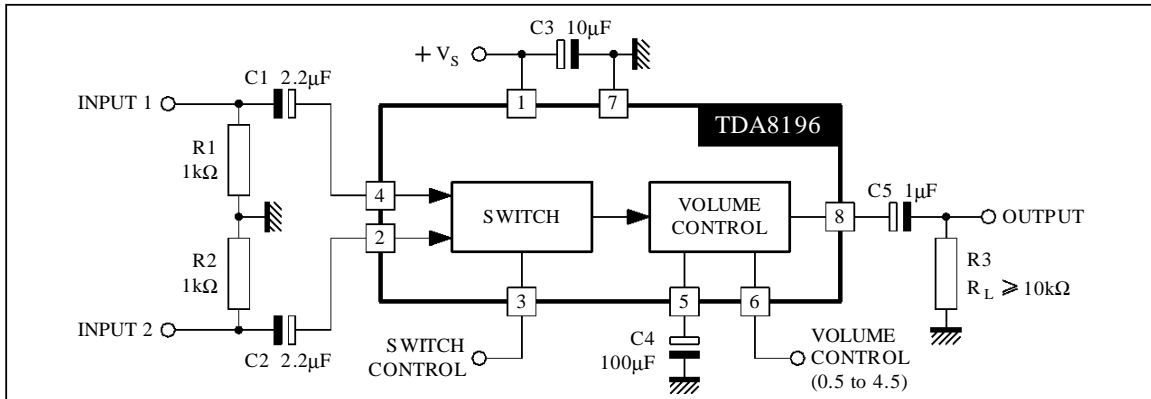 C3 10µF
+ VS
C1 2.2µF
INPUT 1
1
7
TDA8196
R1
1kΩ
4
SWITCH
VOLUME
CONTROL
8
C5 1µF
OUTPUT
2
R2
1kΩ
R3
RL ⩾ 10kΩ
3
5
6
INPUT 2
C2 2.2µF
SWITCH
CONTROL
C4
100µF
VOLUME
CONTROL
(0.5 to 4.5)